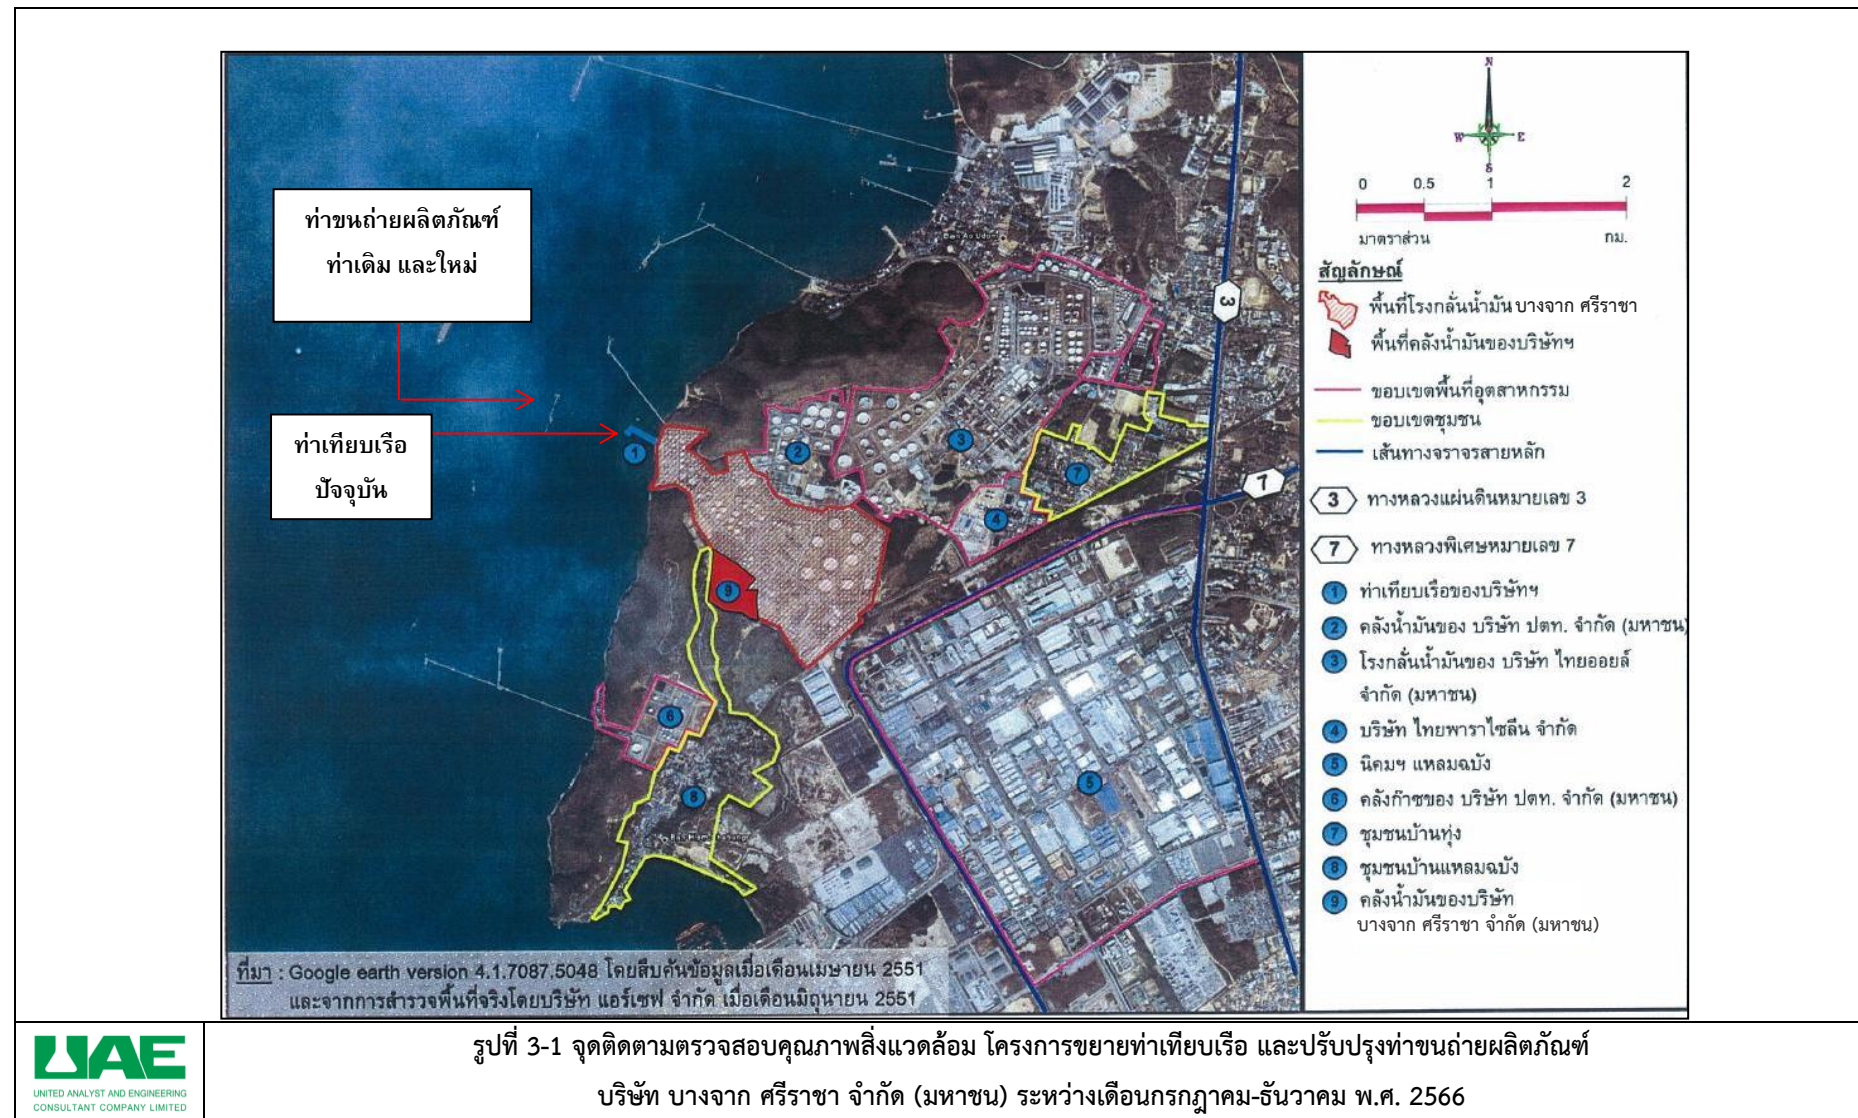 ท่าขนถ่ายผลิตภัณฑ์
ท่าเดิม และใหม่
ท่าเทียบเรือ
ปัจจุบัน
Ban Ao Udom
3
7
1
2
3
4
5
6
7
8
9
N
W
E
S
0 0.5 1 2
มาตราส่วน กม.
สัญลักษณ์
พื้นที่โรงกลั่นน้ำมัน บางจาก ศรีราชา
พื้นที่คลังน้ำมันของบริษัทฯ
ขอบเขตพื้นที่อุตสาหกรรม
ขอบเขตชุมชน
เส้นทางจราจรสายหลัก
3 ทางหลวงแผ่นดินหมายเลข 3
7 ทางหลวงพิเศษหมายเลข 7
1 ท่าเทียบเรือของบริษัทฯ
2 คลังน้ำมันของ บริษัท ปตท. จำกัด (มหาชน)
3 โรงกลั่นน้ำมันของ บริษัท ไทยออยล์
จำกัด (มหาชน)
4 บริษัท ไทยพาราไซลีน จำกัด
5 นิคมฯ แหลมฉบัง
6 คลังก๊าซของ บริษัท ปตท. จำกัด (มหาชน)
7 ชุมชนบ้านทุ่ง
8 ชุมชนบ้านแหลมฉบัง
9 คลังน้ำมันของบริษัท
บางจาก ศรีราชา จำกัด (มหาชน)
ที่มา : Google earth version 4.1.7087.5048 โดยสืบค้นข้อมูลเมื่อเดือนเมษายน 2551
และจากการสำรวจพื้นที่จริงโดยบริษัท แอร์เซฟ จำกัด เมื่อเดือนมิถุนายน 2551
UAE
UNITED ANALYST AND ENGINEERING
CONSULTANT COMPANY LIMITED
รูปที่ 3-1 จุดติดตามตรวจสอบคุณภาพสิ่งแวดล้อม โครงการขยายท่าเทียบเรือ และปรับปรุงท่าขนถ่ายผลิตภัณฑ์
บริษัท บางจาก ศรีราชา จำกัด (มหาชน) ระหว่างเดือนกรกฎาคม-ธันวาคม พ.ศ. 2566